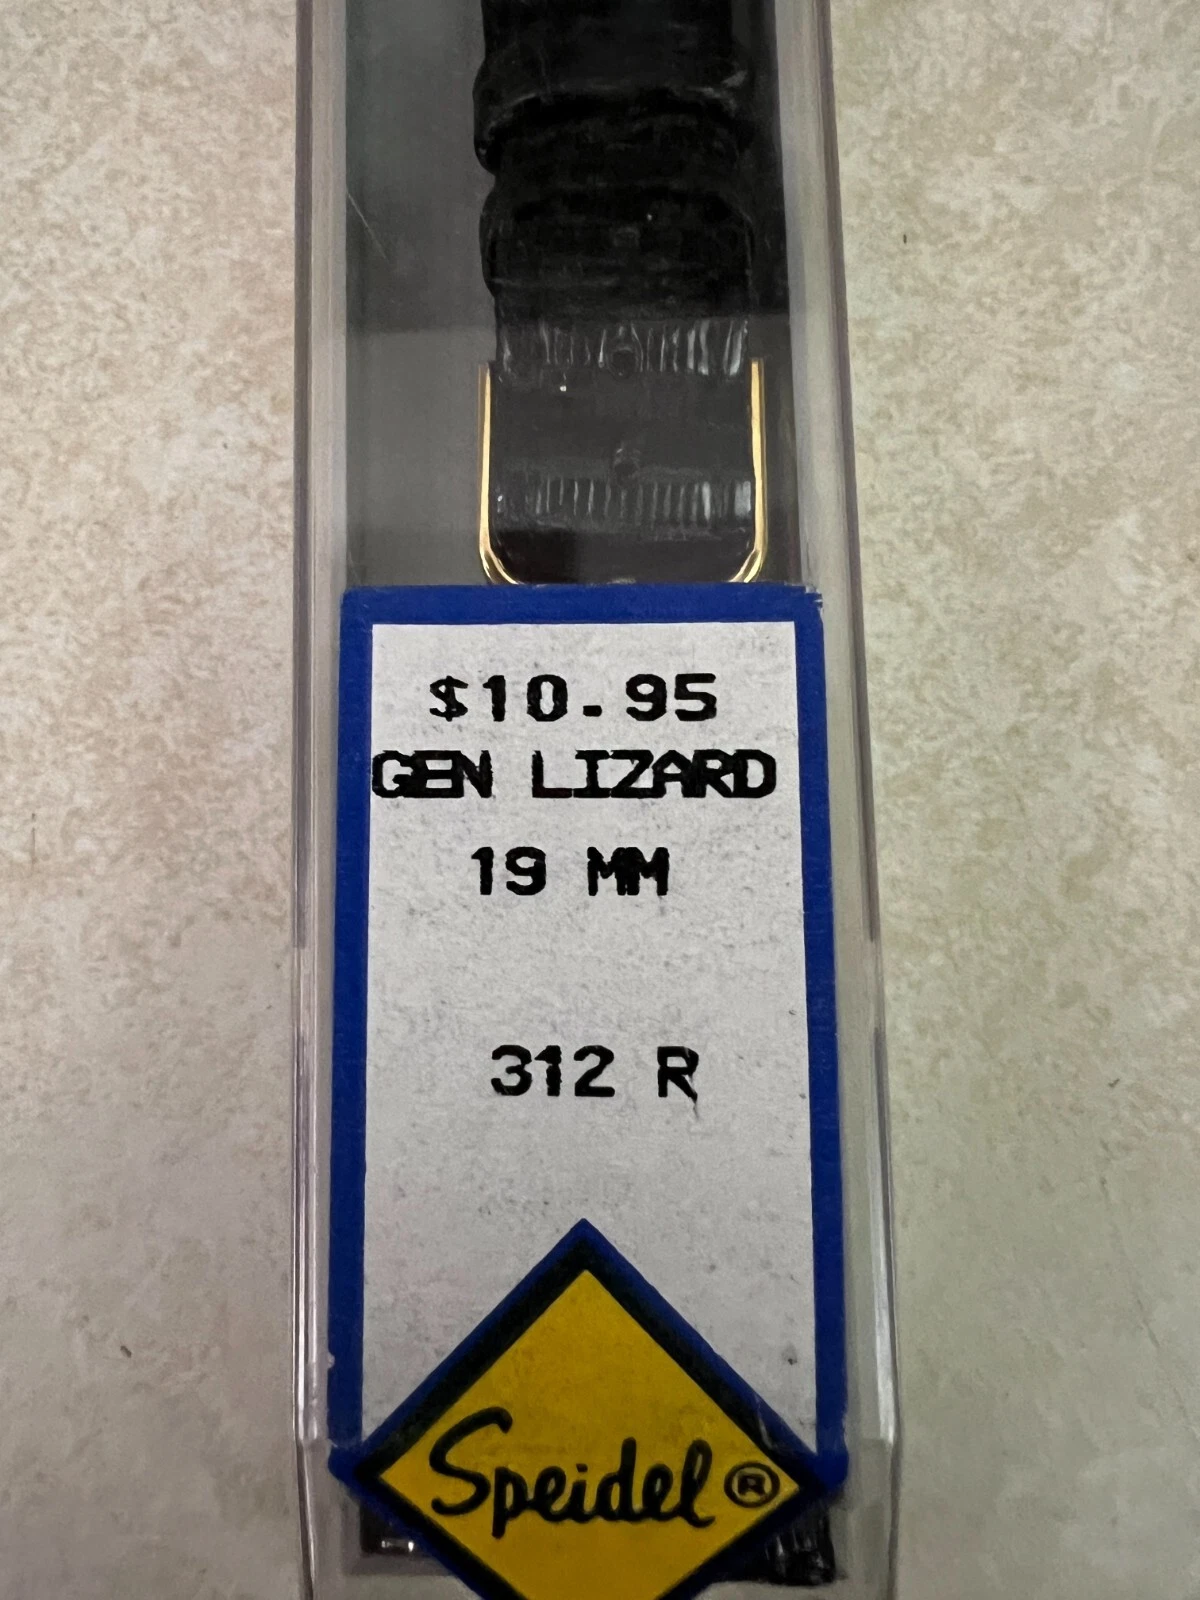 $10.95
GEN LIZARD
19 MM
312 R
Speidel®